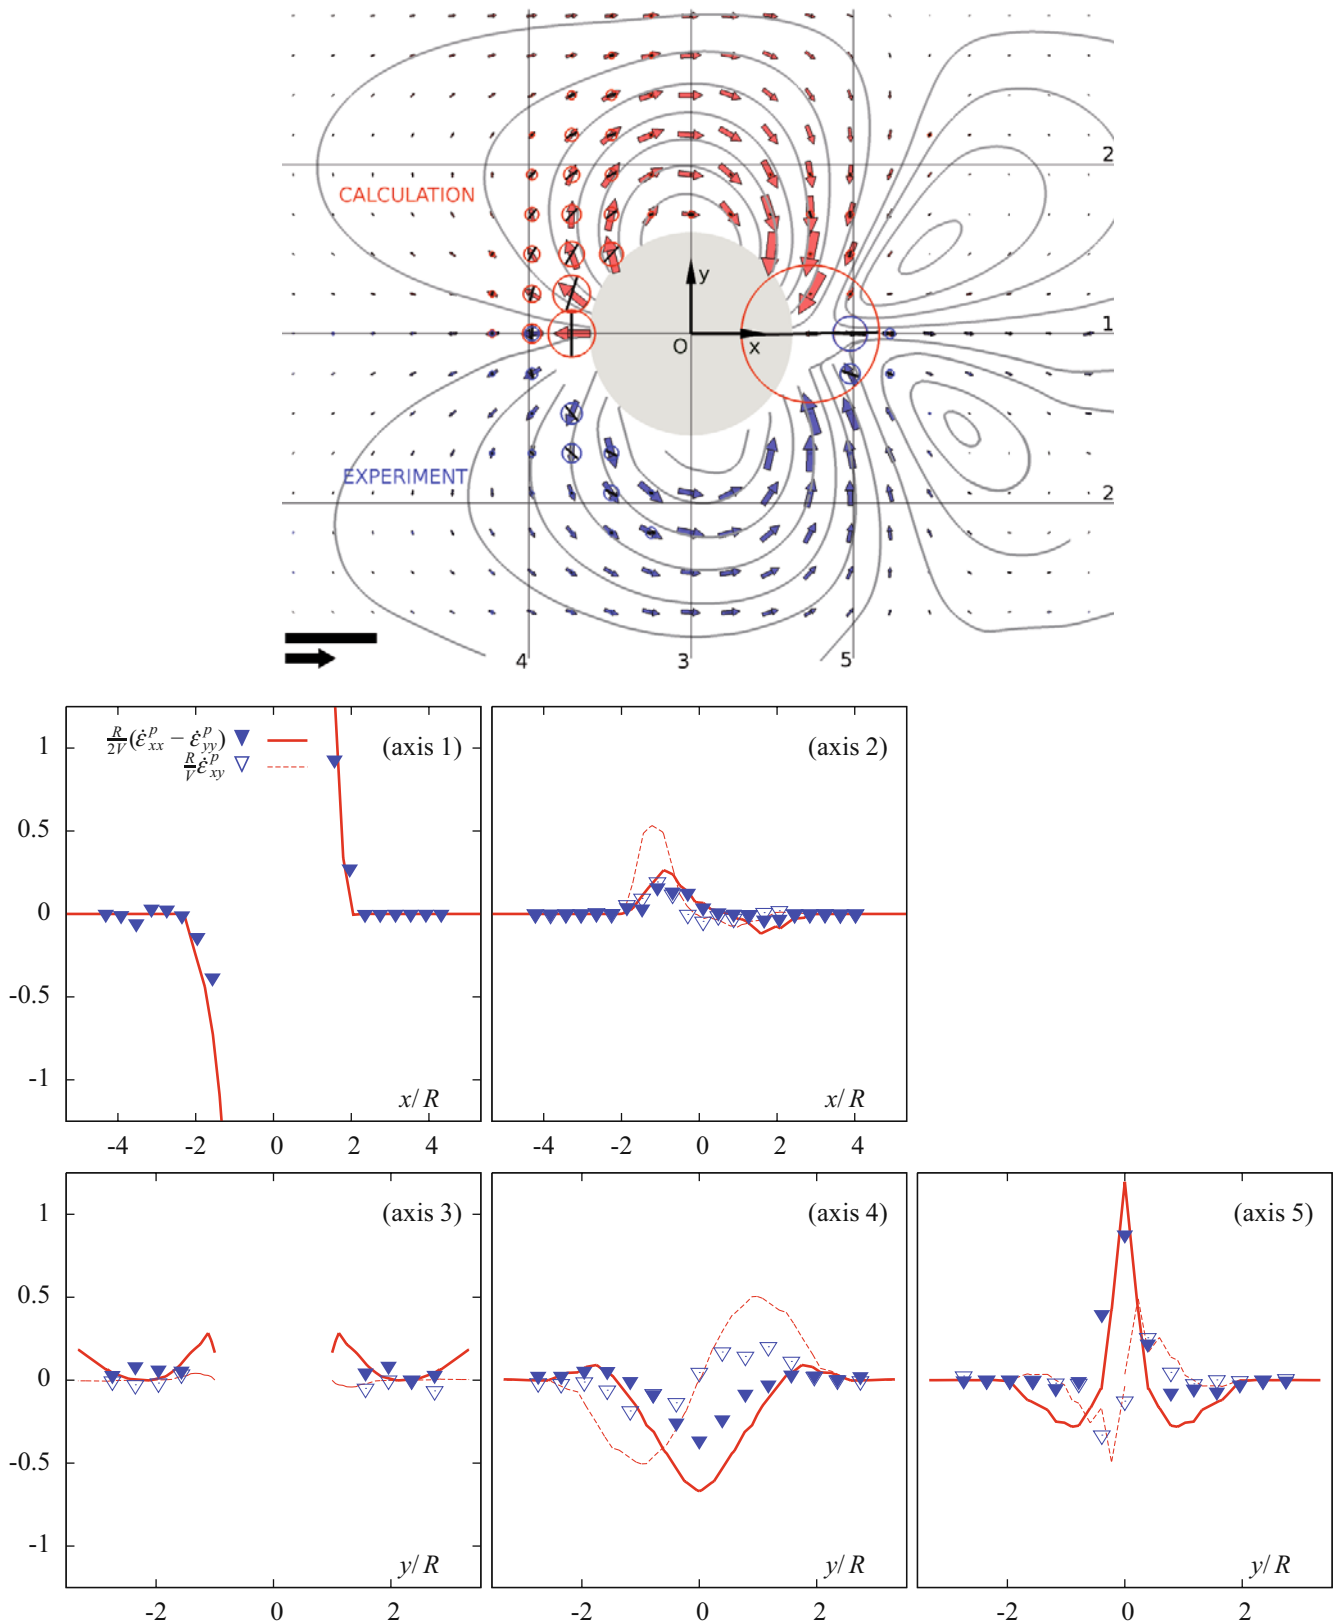 2
CALCULATION
y
1
O
x
EXPERIMENT
2
4
3
5
R/2V (ε̇ᵖxx − ε̇ᵖyy)
R/V ε̇ᵖxy
(axis 1)
1
0.5
0
-0.5
-1
x/R
-4
-2
0
2
4
(axis 2)
x/R
-4
-2
0
2
4
(axis 3)
1
0.5
0
-0.5
-1
y/R
-2
0
2
(axis 4)
y/R
-2
0
2
(axis 5)
y/R
-2
0
2